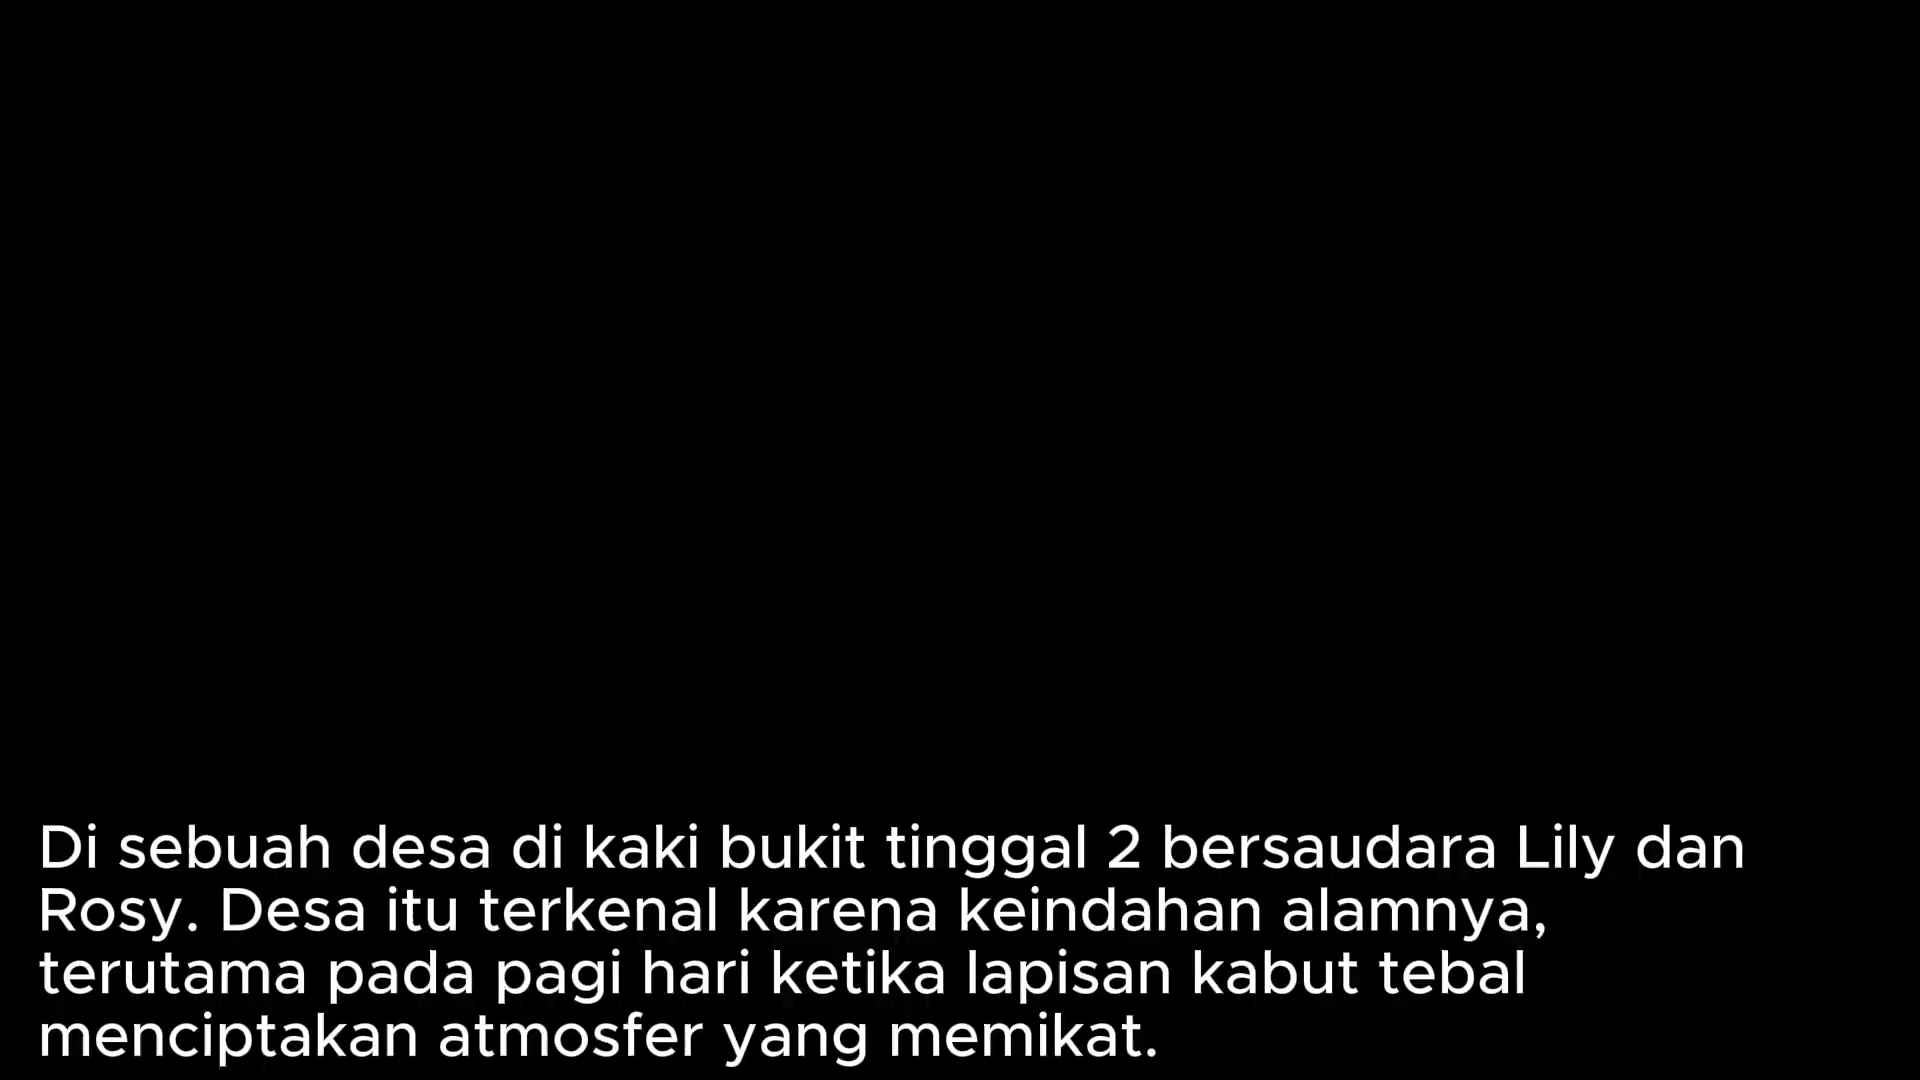 Di sebuah desa di kaki bukit tinggal 2 bersaudara Lily dan
Rosy. Desa itu terkenal karena keindahan alamnya,
terutama pada pagi hari ketika lapisan kabut tebal
menciptakan atmosfer yang memikat.